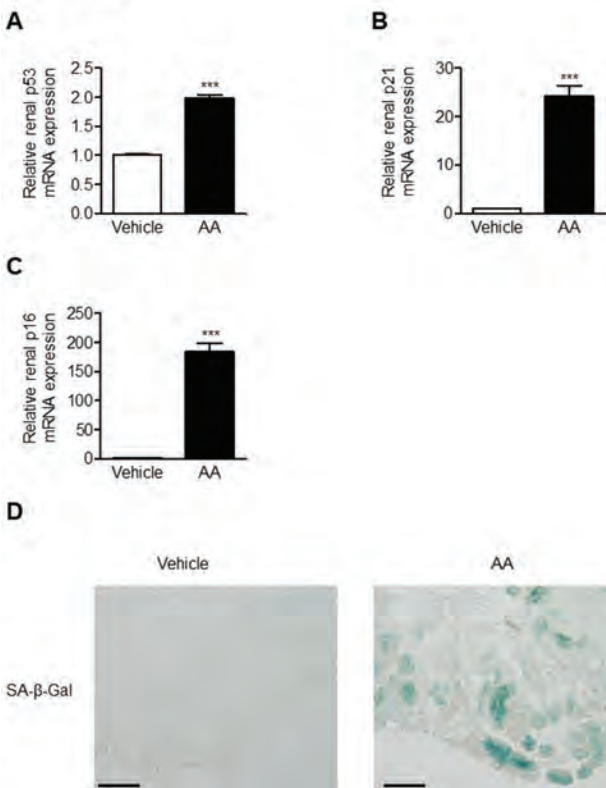 A
Relative renal p53
mRNA expression
2.5
2.0
1.5
1.0
0.5
0.0
***
Vehicle
AA
B
Relative renal p21
mRNA expression
30
20
10
0
***
Vehicle
AA
C
Relative renal p16
mRNA expression
250
200
150
100
50
0
***
Vehicle
AA
D
Vehicle
AA
SA-β-Gal